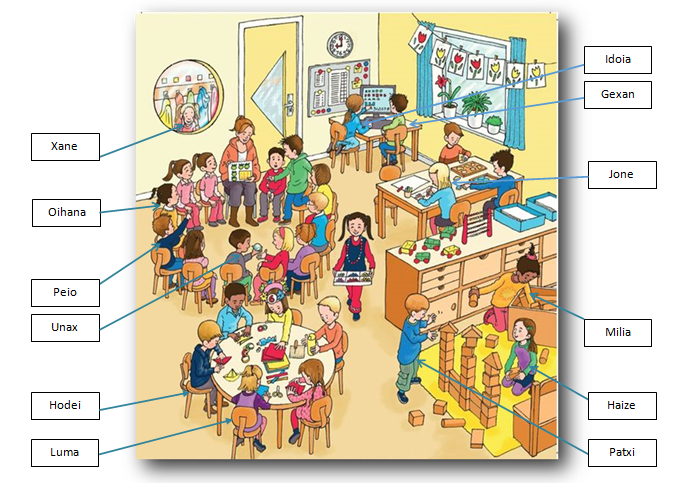 Idoia
Gexan
Xane
Jone
Oihana
Peio
Unax
Milia
Hodei
Haize
Luma
Patxi